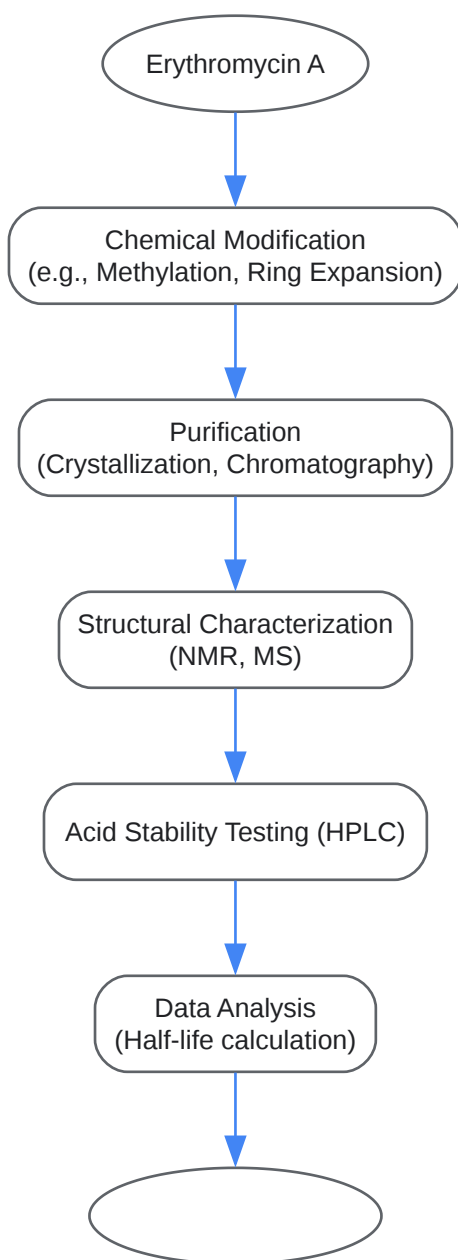 Erythromycin A
Chemical Modification
(e.g., Methylation, Ring Expansion)
Purification
(Crystallization, Chromatography)
Structural Characterization
(NMR, MS)
Acid Stability Testing (HPLC)
Data Analysis
(Half-life calculation)